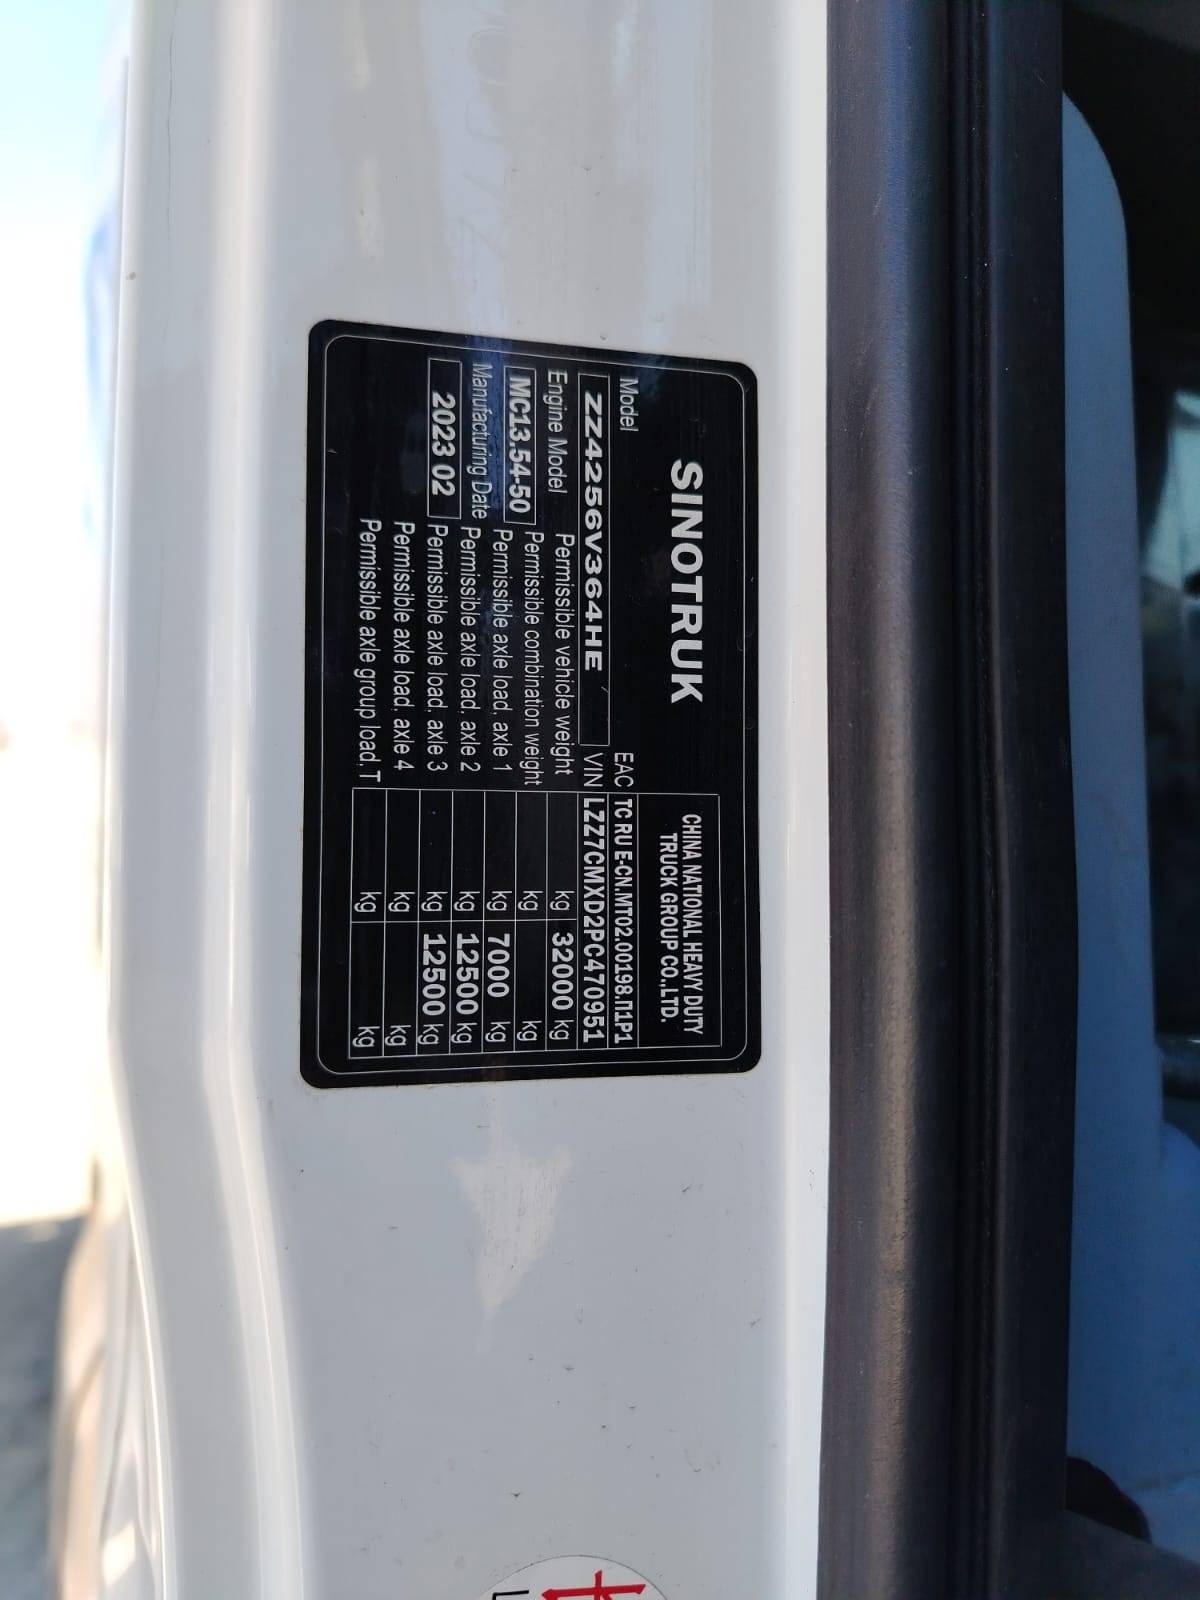 SINOTRUK
CHINA NATIONAL HEAVY DUTY
TRUCK GROUP CO.,LTD.
Model
EAC TC RU E-CN.MT02.00198.П1P1
ZZ4256V364HE
VIN LZZ7CMXD2PC470951
Engine Model
MC13.54-50
Manufacturing Date
2023 02
Permissible vehicle weight kg 32000 kg
Permissible combination weight kg kg
Permissible axle load, axle 1 kg 7000 kg
Permissible axle load, axle 2 kg 12500 kg
Permissible axle load, axle 3 kg 12500 kg
Permissible axle load, axle 4 kg kg
Permissible axle group load,T kg kg